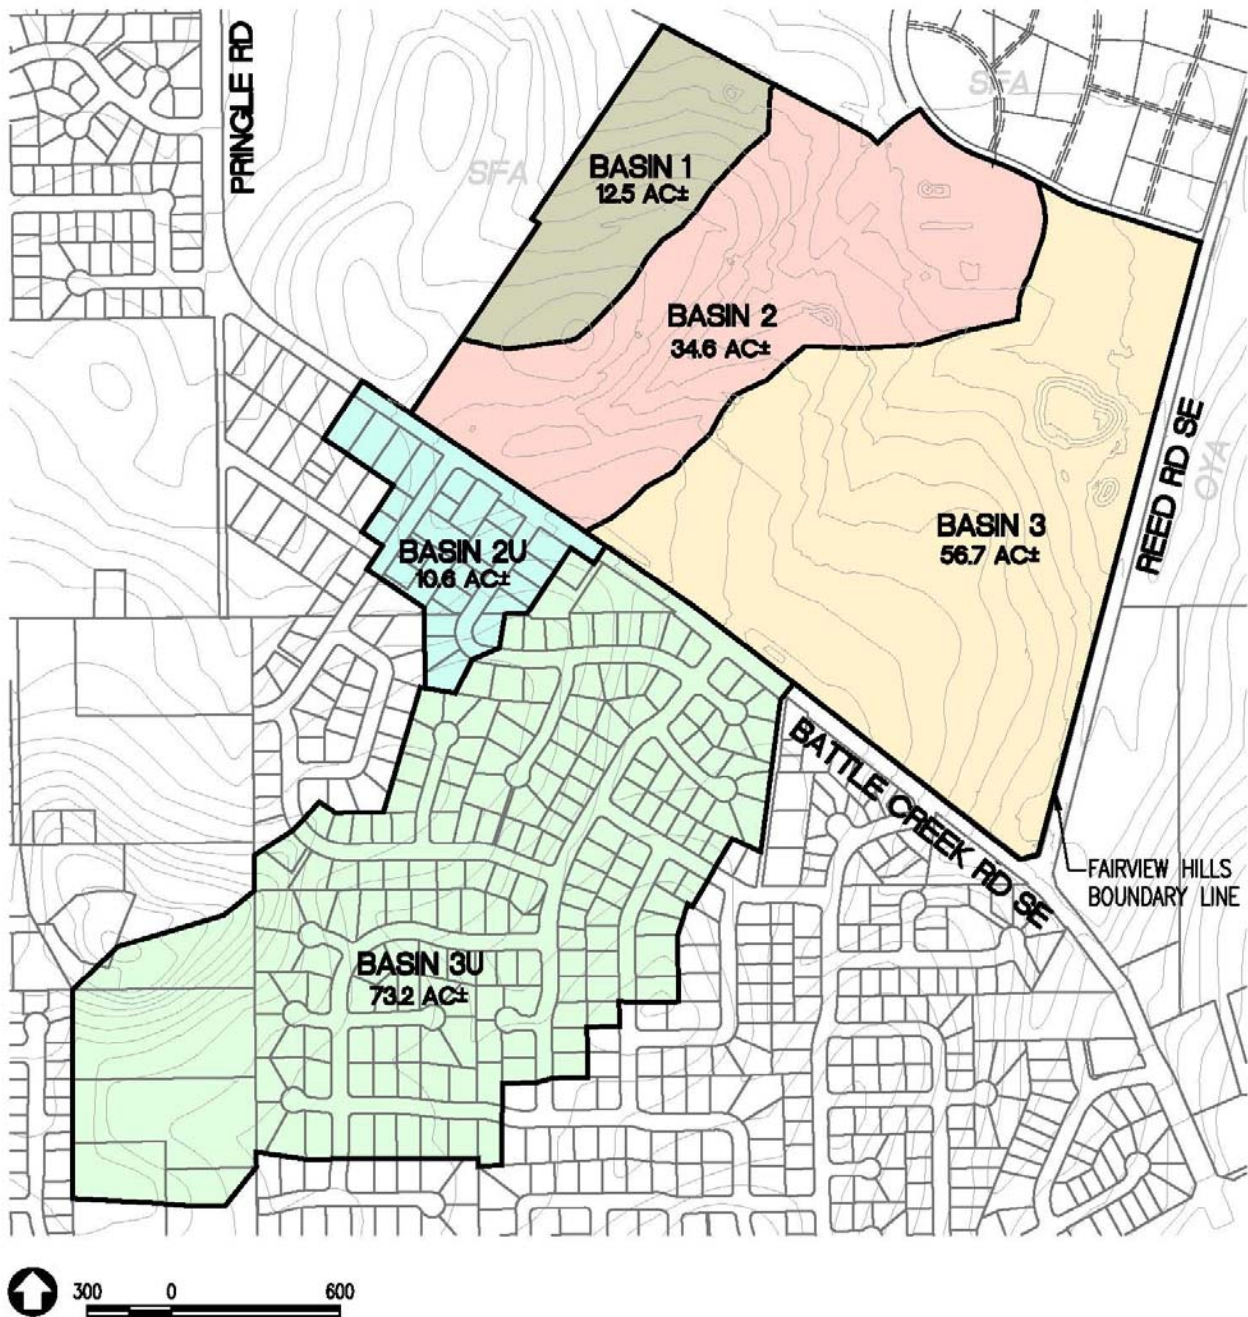 PRINGLE RD
SFA
SFA
BASIN 1
12.5 AC±
BASIN 2
34.6 AC±
BASIN 3
56.7 AC±
REED RD SE
OYA
BASIN 2U
10.6 AC±
BATTLE CREEK RD SE
FAIRVIEW HILLS
BOUNDARY LINE
BASIN 3U
73.2 AC±
300 0 600